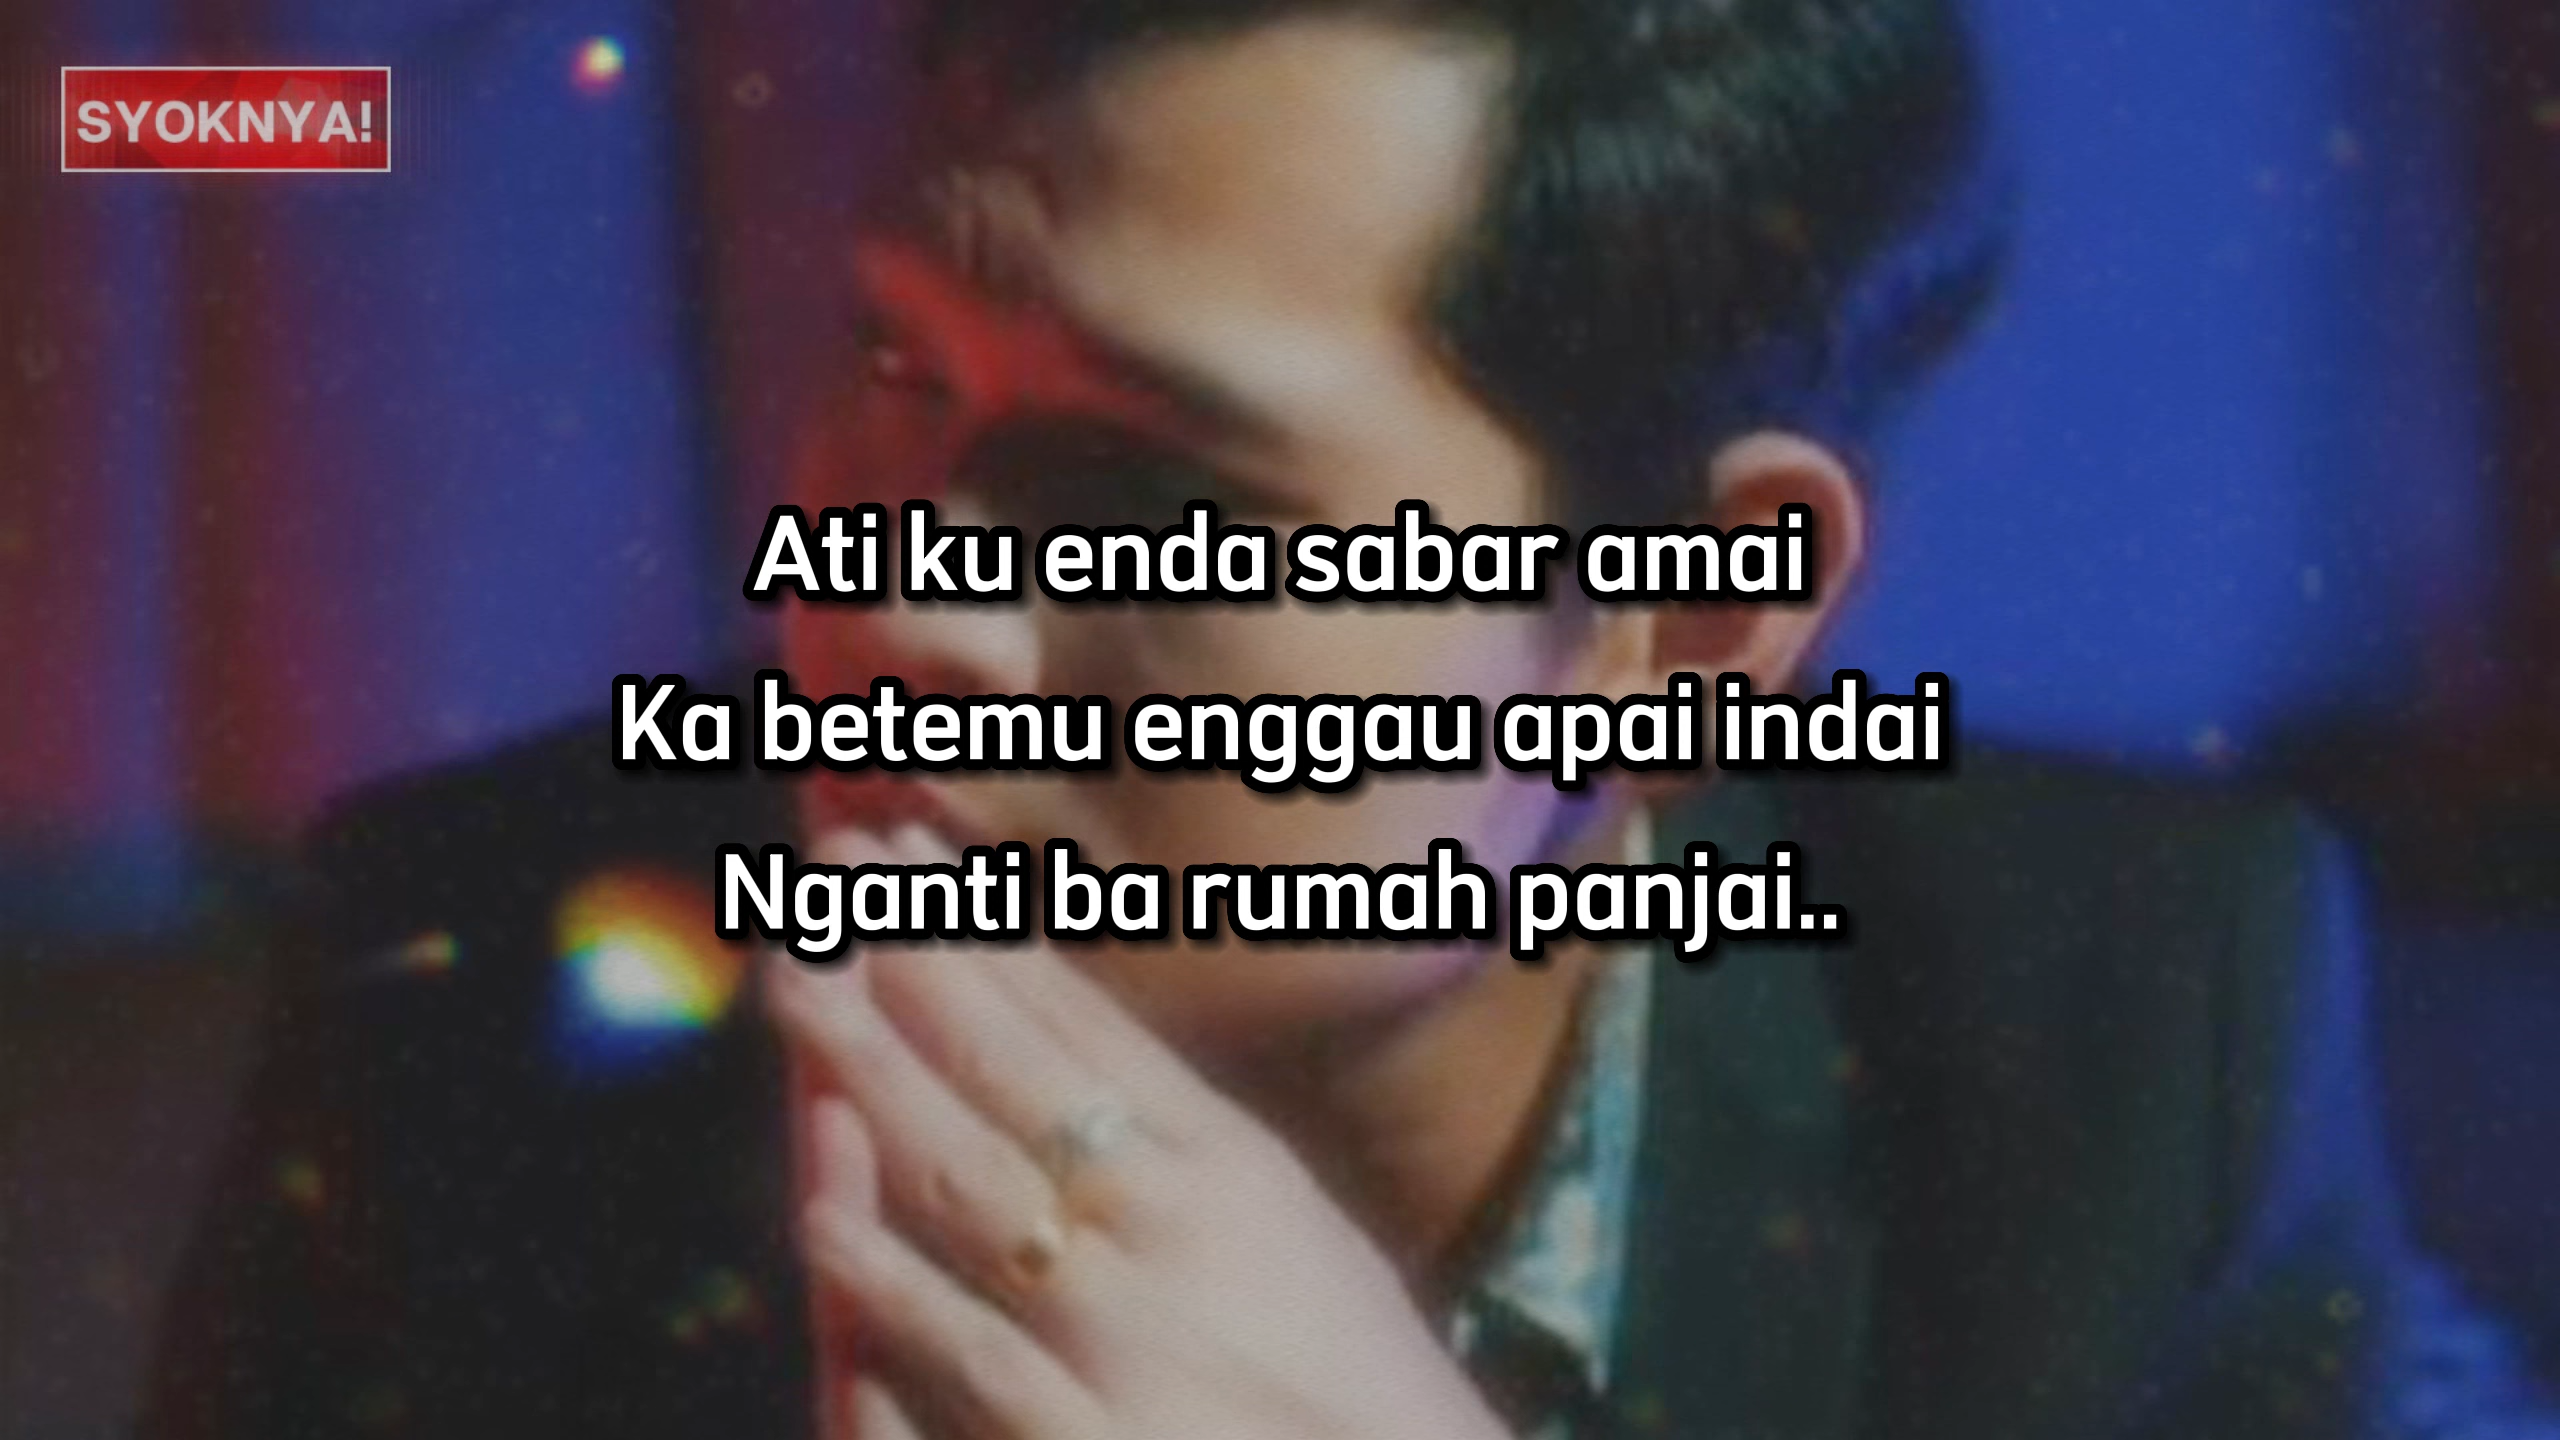 SYOKNYA!
Ati ku enda sabar amai
Ka betemu enggau apai indai
Nganti ba rumah panjai..